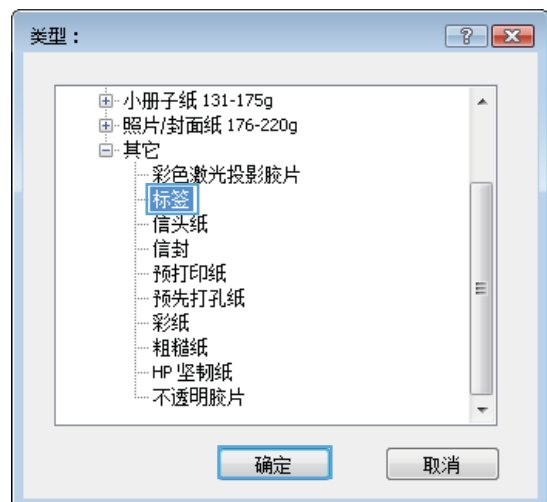 类型：
小册子纸 131-175g
照片/封面纸 176-220g
其它
彩色激光投影胶片
标签
信头纸
信封
预打印纸
预先打孔纸
彩纸
粗糙纸
HP 坚韧纸
不透明胶片
确定 取消